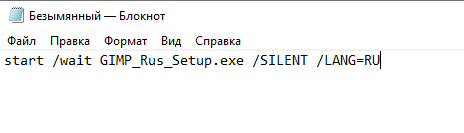 Безымянный — Блокнот
Файл Правка Формат Вид Справка
start /wait GIMP_Rus_Setup.exe /SILENT /LANG=RU